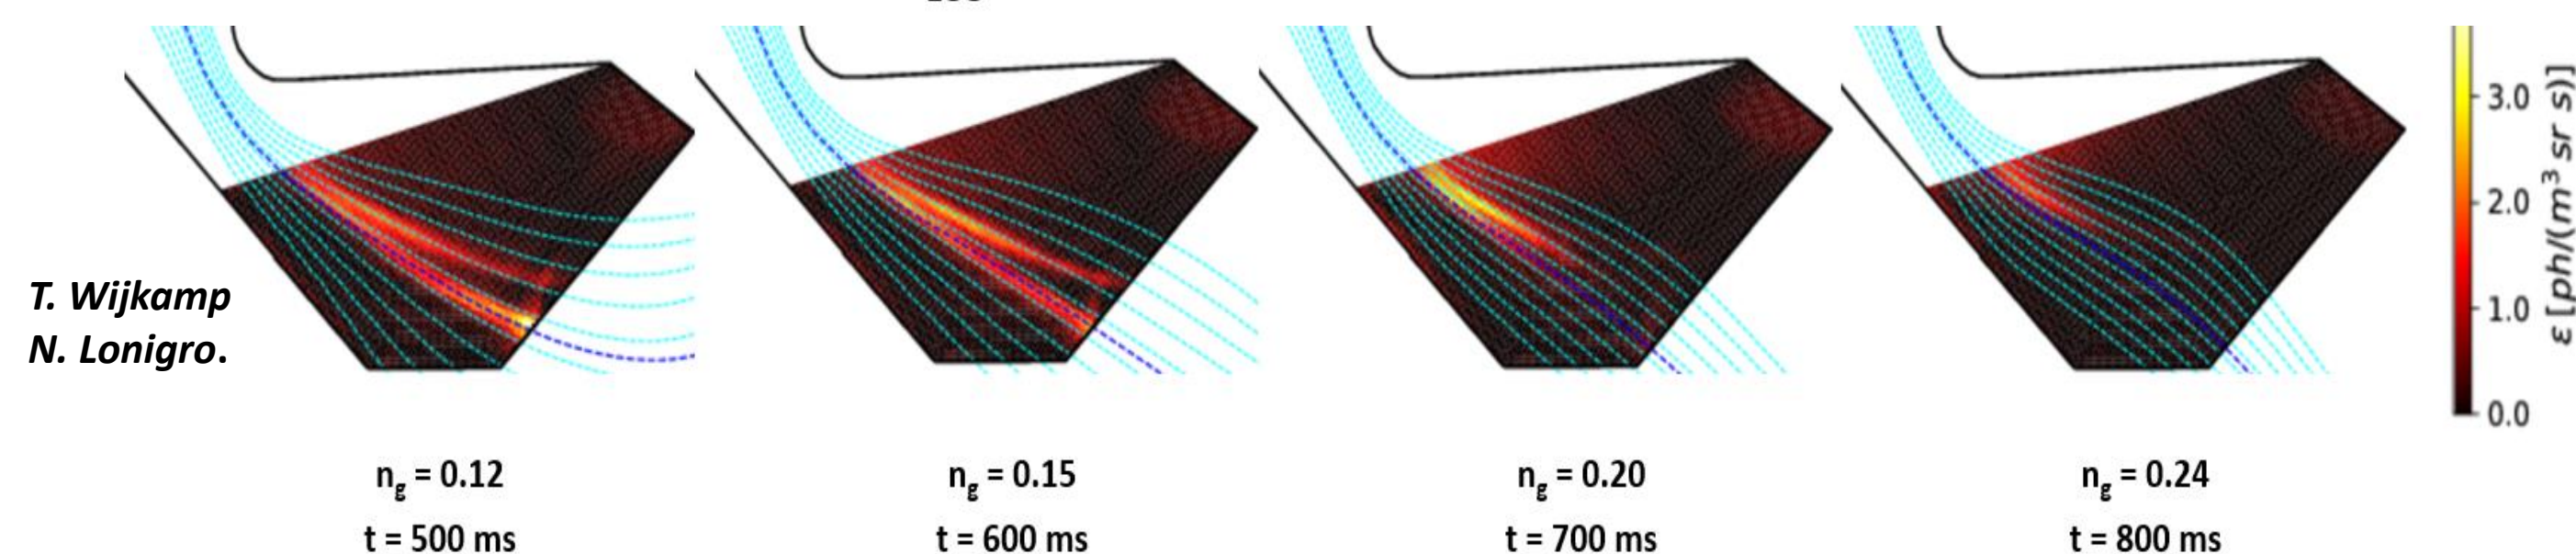 T. Wijkamp
N. Lonigro.
3.0
2.0
1.0
0.0
ε [ph/(m³ sr s)]
n_g = 0.12
t = 500 ms
n_g = 0.15
t = 600 ms
n_g = 0.20
t = 700 ms
n_g = 0.24
t = 800 ms